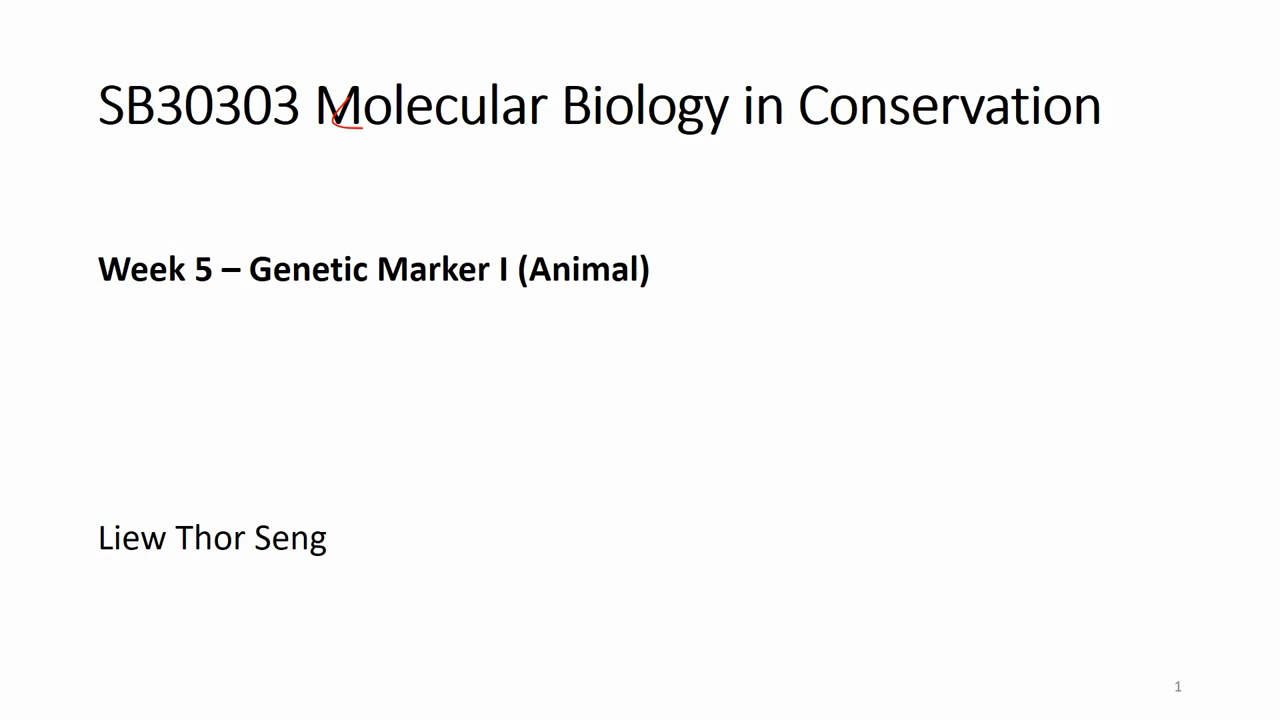 SB30303 Molecular Biology in Conservation
Week 5 – Genetic Marker I (Animal)
Liew Thor Seng
1